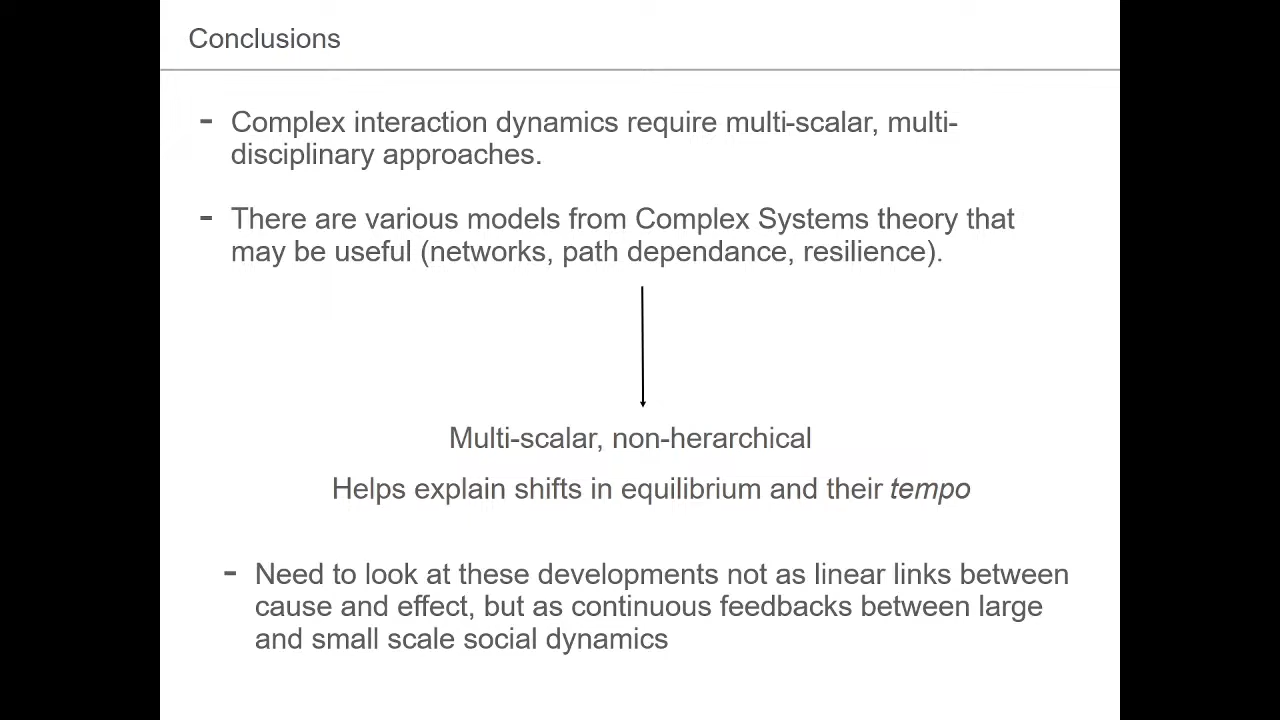 Conclusions
- Complex interaction dynamics require multi-scalar, multi-
disciplinary approaches.
- There are various models from Complex Systems theory that
may be useful (networks, path dependance, resilience).
Multi-scalar, non-herarchical
Helps explain shifts in equilibrium and their tempo
- Need to look at these developments not as linear links between
cause and effect, but as continuous feedbacks between large
and small scale social dynamics